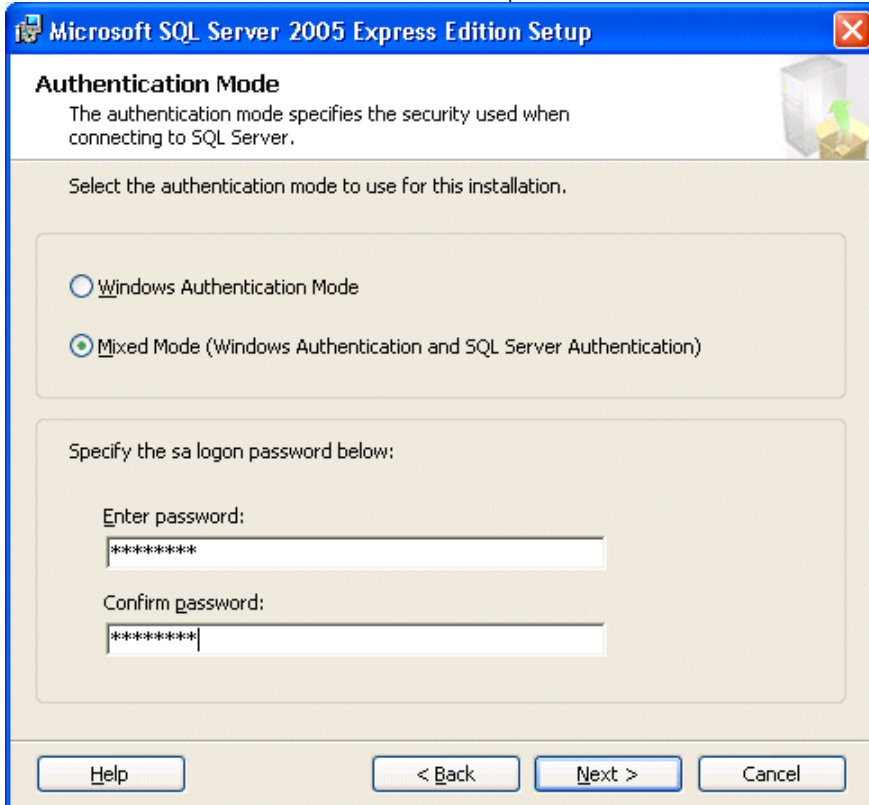 Microsoft SQL Server 2005 Express Edition Setup
Authentication Mode
The authentication mode specifies the security used when
connecting to SQL Server.
Select the authentication mode to use for this installation.
Windows Authentication Mode
Mixed Mode (Windows Authentication and SQL Server Authentication)
Specify the sa logon password below:
Enter password:
********
Confirm password:
********
Help
< Back
Next >
Cancel